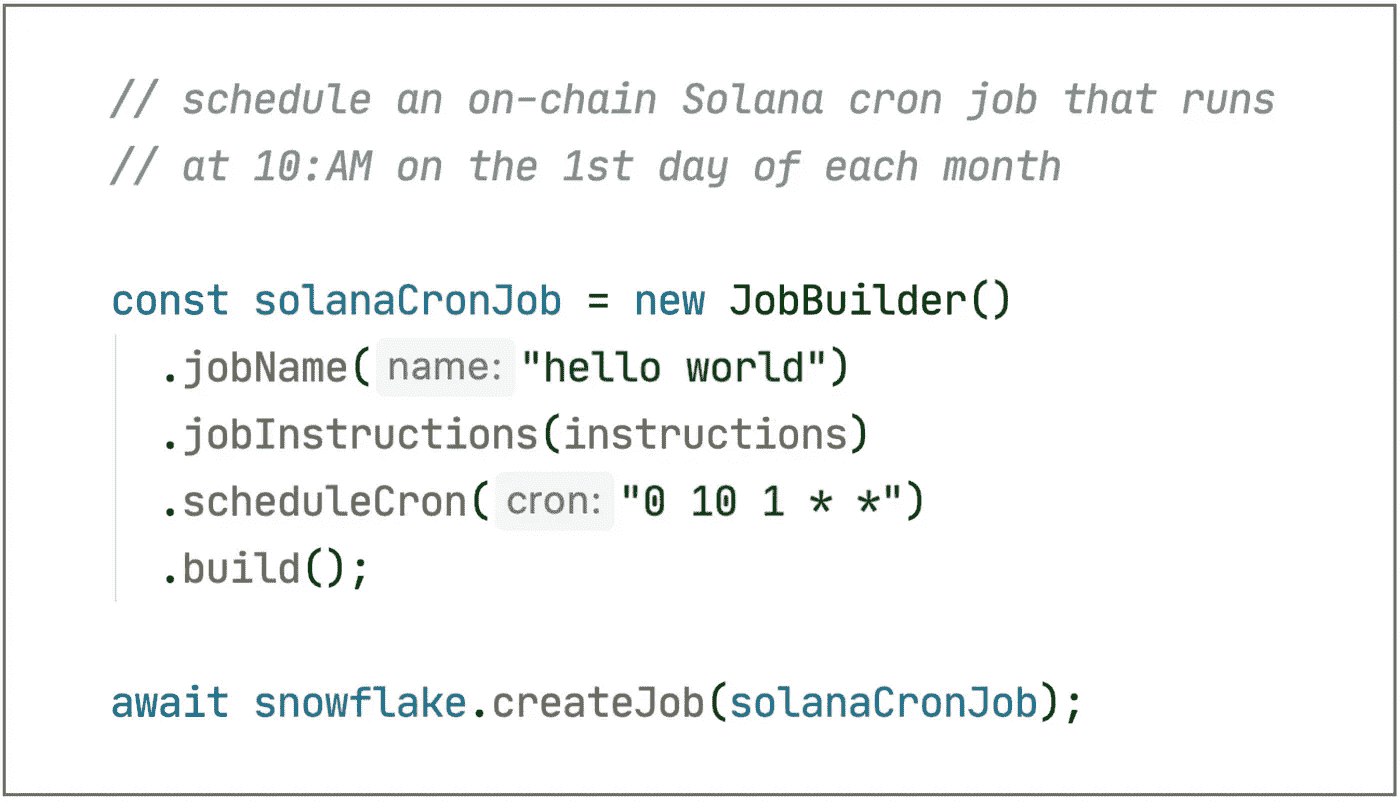 // schedule an on-chain Solana cron job that runs
// at 10:AM on the 1st day of each month
const solanaCronJob = new JobBuilder()
.jobName( name: "hello world")
.jobInstructions(instructions)
.scheduleCron( cron: "0 10 1 * *")
.build();
await snowflake.createJob(solanaCronJob);